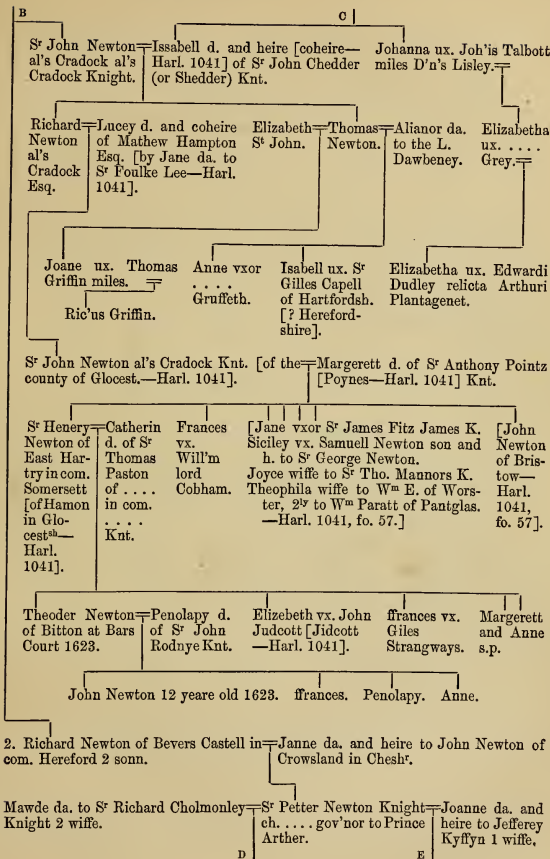 B
C
Sr John Newton
al's Cradock al's
Cradock Knight.
Issabell d. and heire [coheire—
Harl. 1041] of Sr John Chedder
(or Shedder) Knt.
Johanna ux. Joh'is Talbott
miles D'n's Lisley.
Richard
Newton
al's
Cradock
Esq.
Lucey d. and coheire
of Mathew Hampton
Esq. [by Jane da. to
Sr Foulke Lee—Harl.
1041].
Elizabeth
St John.
Thomas
Newton.
Alianor da.
to the L.
Dawbeney.
Elizabetha
ux. . . . . .
Grey.
Joane ux. Thomas
Griffin miles.
Ric'us Griffin.
Anne vxor
. . . .
Gruffeth.
Isabell ux. Sr
Gilles Capell
of Hartfordsh.
[? Hereford-
shire].
Elizabetha ux. Edwardi
Dudley relicta Arthuri
Plantagenet.
Sr John Newton al's Cradock Knt. [of the
county of Glocest.—Harl. 1041].
Margerett d. of Sr Anthony Pointz
[Poynes—Harl. 1041] Knt.
Sr Henery
Newton of
East Har-
try in com.
Somersett
[of Hamon
in Glo-
cestsh—
Harl.
1041].
Catherin
d. of Sr
Thomas
Paston
of . . . .
in com.
. . . .
Knt.
Frances
vx.
Will'm
lord
Cobham.
[Jane vxor Sr James Fitz James K.
Siciley vx. Samuell Newton son and
h. to Sr George Newton.
Joyce wiffe to Sr Tho. Mannors K.
Theophila wiffe to Wm E. of Wors-
ter, 2ly to Wm Paratt of Pantglas.
—Harl. 1041, fo. 57.]
[John
Newton
of Bris-
tow—
Harl.
1041,
fo. 57].
Theoder Newton
of Bitton at Bars
Court 1623.
Penolapy d.
of Sr John
Rodnye Knt.
Elizebeth vx. John
Judcott [Jidcott
—Harl. 1041].
ffrances vx.
Giles
Strangways.
Margerett
and Anne
s.p.
John Newton 12 yeare old 1623. ffrances. Penolapy. Anne.
2. Richard Newton of Bevers Castell in
com. Hereford 2 sonn.
Janne da. and heire to John Newton of
Crowsland in Cheshr.
Mawde da. to Sr Richard Cholmonley
Knight 2 wiffe.
Sr Petter Newton Knight
ch. . . . . gov'nor to Prince
Arther.
Joanne da. and
heire to Jefferey
Kyffyn 1 wiffe,
D
E